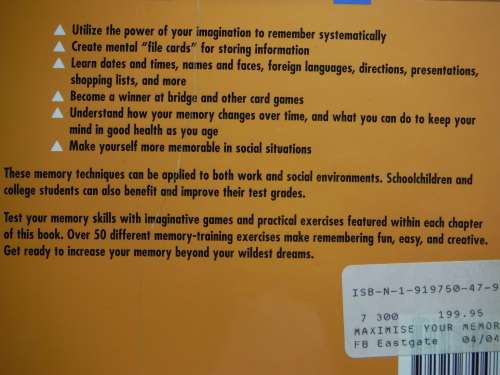 Utilize the power of your imagination to remember systematically
Create mental "file cards" for storing information
Learn dates and times, names and faces, foreign languages, directions, presentations,
shopping lists, and more
Become a winner at bridge and other card games
Understand how your memory changes over time, and what you can do to keep your
mind in good health as you age
Make yourself more memorable in social situations
These memory techniques can be applied to both work and social environments. Schoolchildren and
college students can also benefit and improve their test grades.
Test your memory skills with imaginative games and practical exercises featured within each chapter
of this book. Over 50 different memory-training exercises make remembering fun, easy, and creative.
Get ready to increase your memory beyond your wildest dreams.
ISB-N-1-919750-47-9
7 300 199.95
MAXIMISE YOUR MEMOR
FB Eastgate 04/04